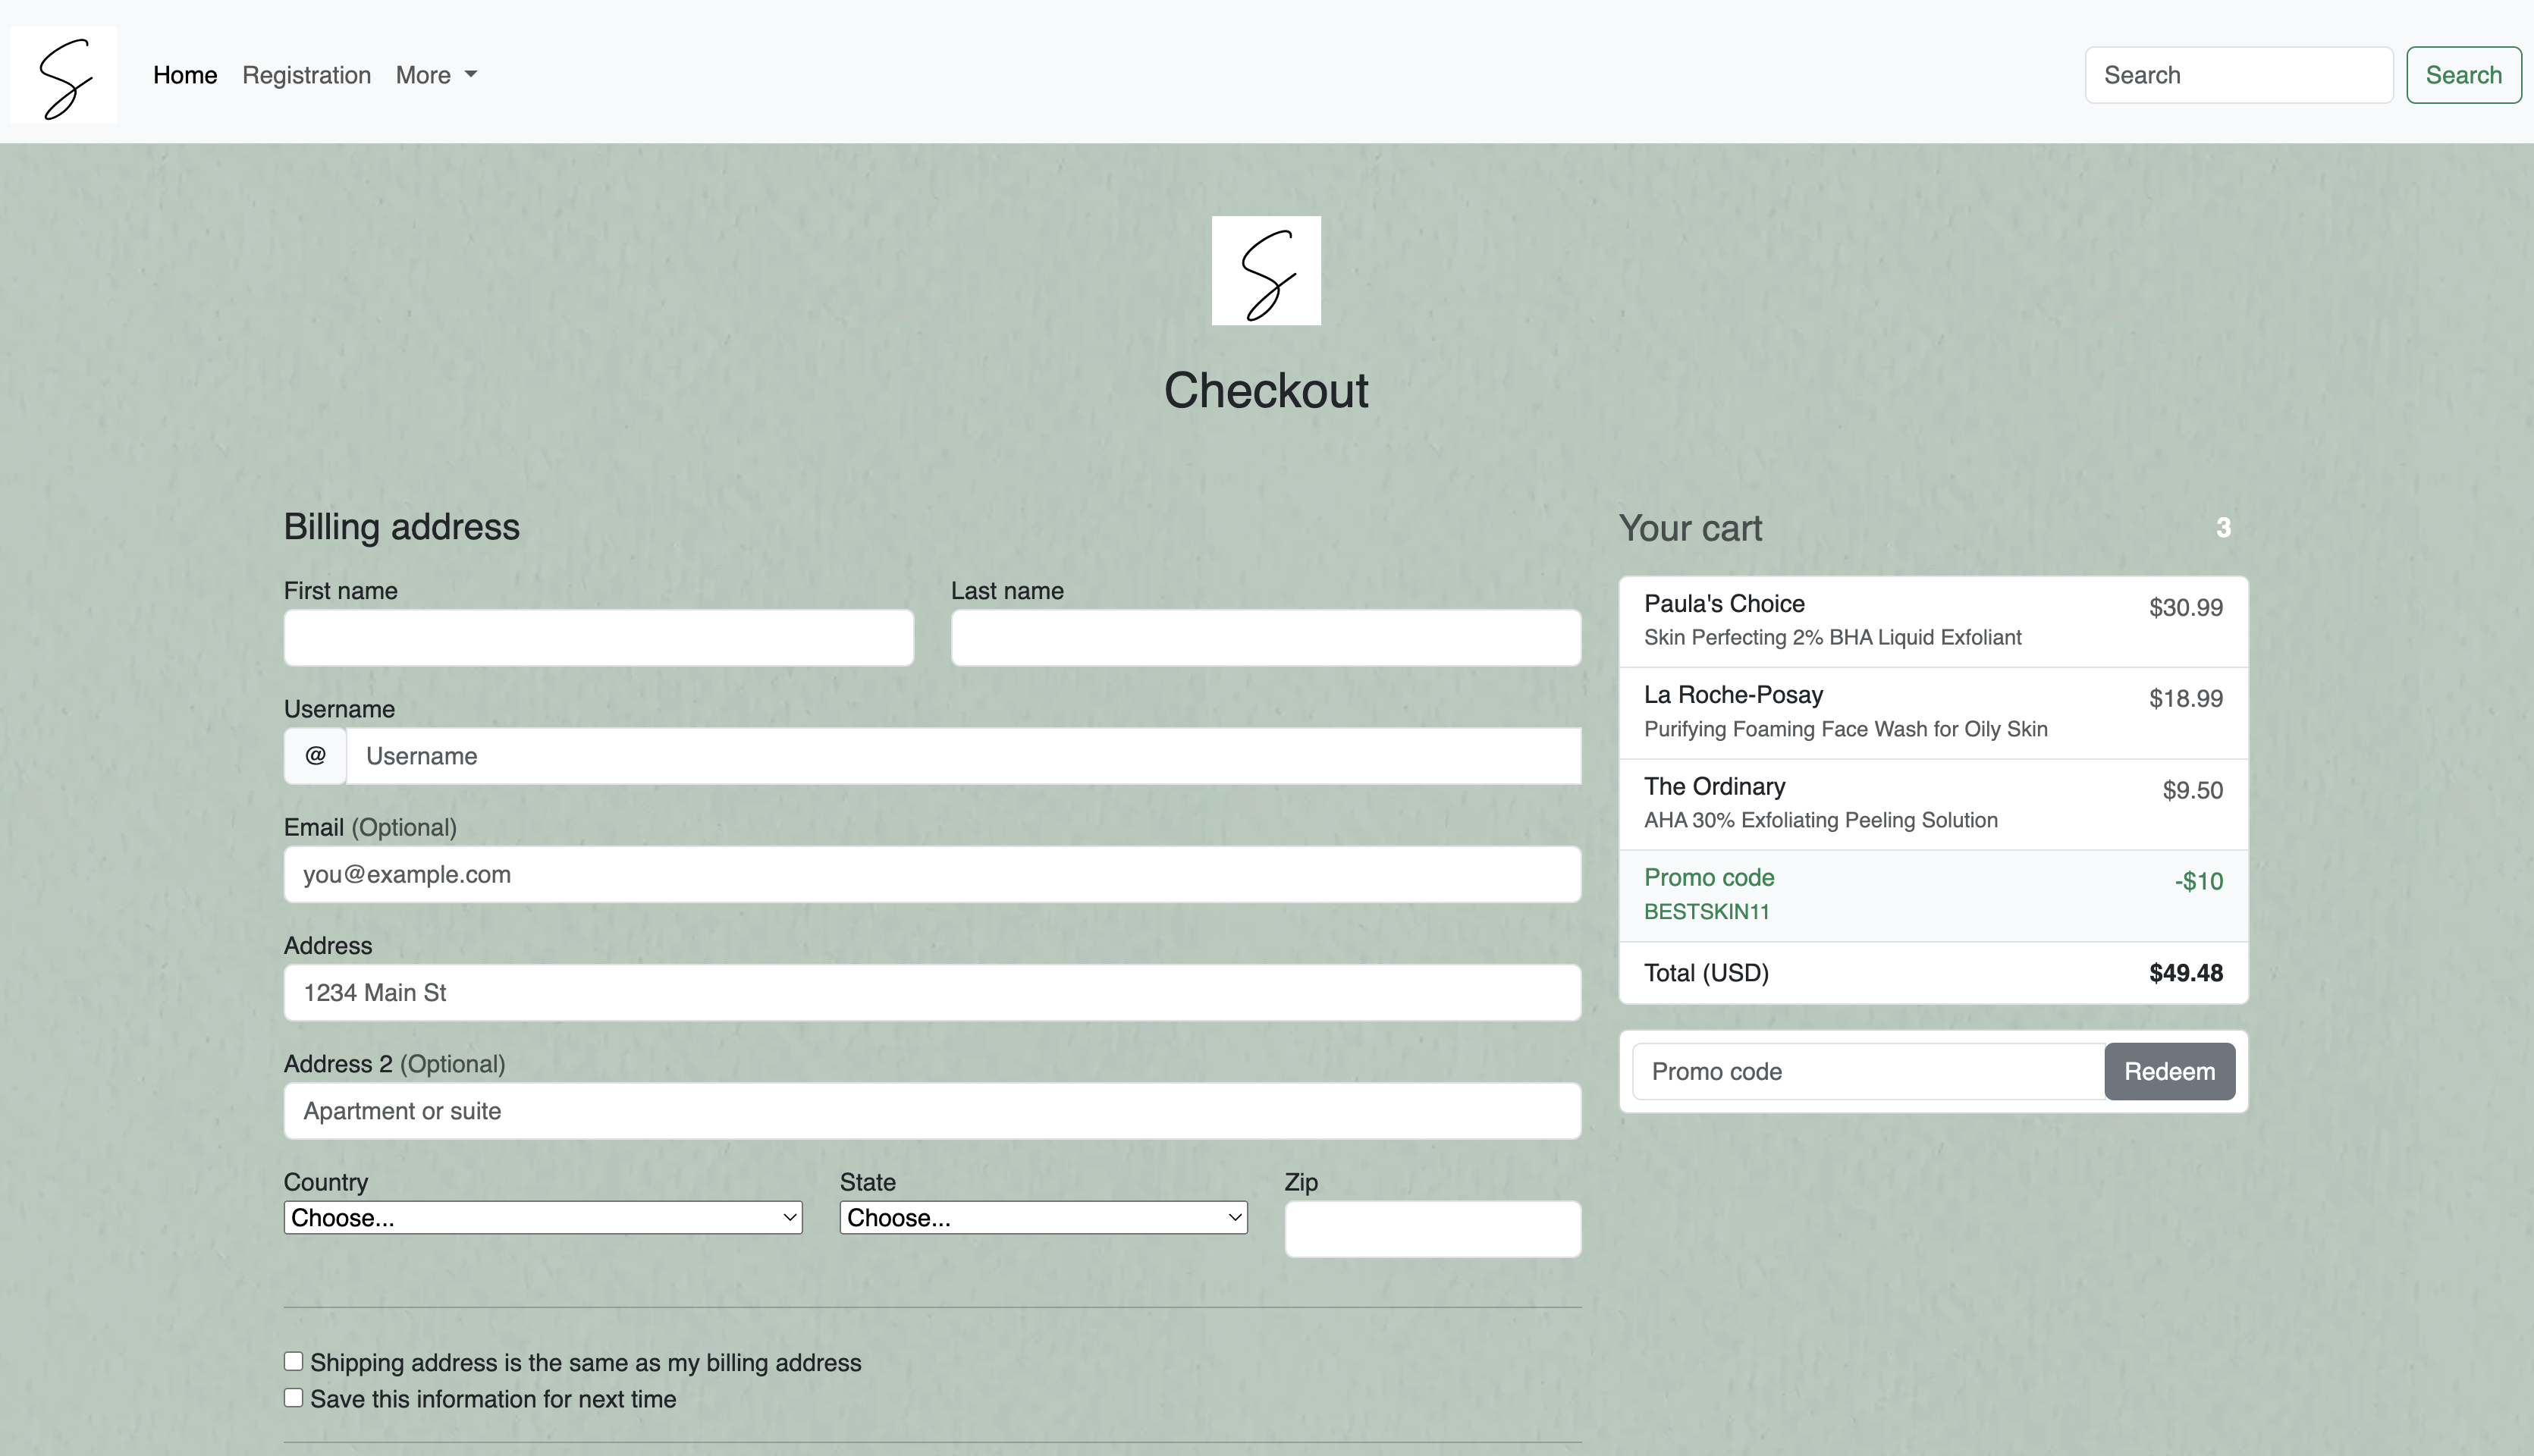 S
Home Registration More
Search Search
S
Checkout
Billing address
First name Last name
Username
@ Username
Email (Optional)
you@example.com
Address
1234 Main St
Address 2 (Optional)
Apartment or suite
Country State Zip
Choose... Choose...
Shipping address is the same as my billing address
Save this information for next time
Your cart 3
Paula's Choice $30.99
Skin Perfecting 2% BHA Liquid Exfoliant
La Roche-Posay $18.99
Purifying Foaming Face Wash for Oily Skin
The Ordinary $9.50
AHA 30% Exfoliating Peeling Solution
Promo code -$10
BESTSKIN11
Total (USD) $49.48
Promo code Redeem